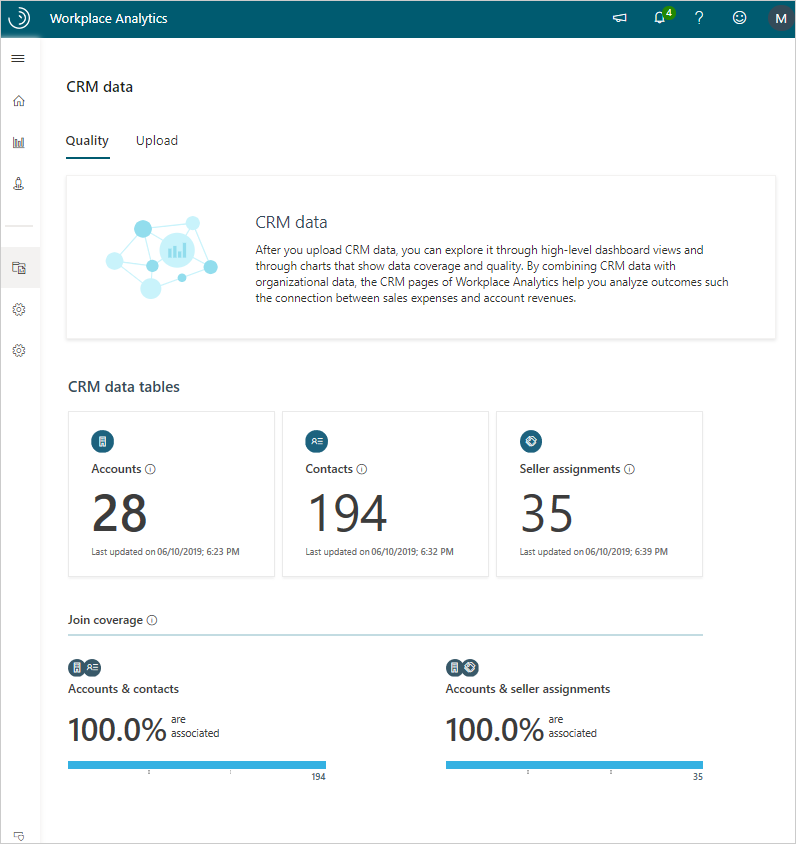 Workplace Analytics
4
?
M
CRM data
Quality Upload
CRM data
After you upload CRM data, you can explore it through high-level dashboard views and
through charts that show data coverage and quality. By combining CRM data with
organizational data, the CRM pages of Workplace Analytics help you analyze outcomes such
the connection between sales expenses and account revenues.
CRM data tables
Accounts
28
Last updated on 06/10/2019; 6:23 PM
Contacts
194
Last updated on 06/10/2019; 6:32 PM
Seller assignments
35
Last updated on 06/10/2019; 6:39 PM
Join coverage
Accounts & contacts
100.0% are
associated
194
Accounts & seller assignments
100.0% are
associated
35